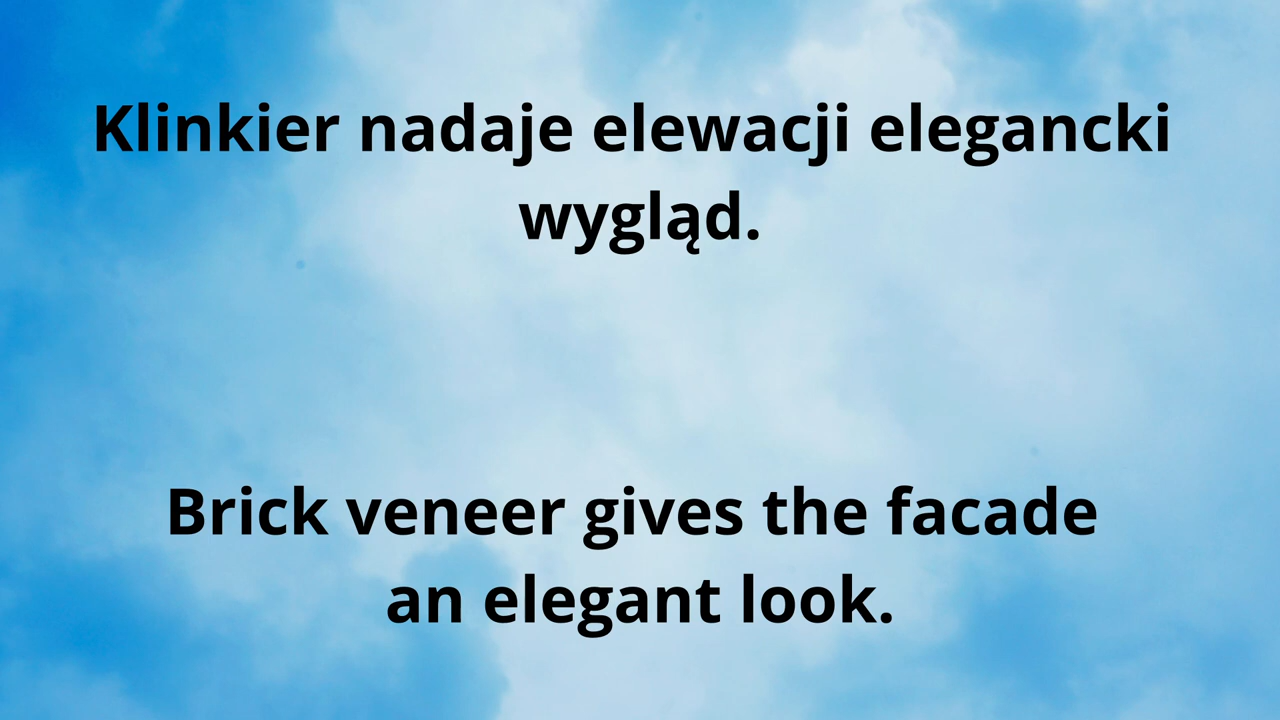 Klinkier nadaje elewacji elegancki
wygląd.
Brick veneer gives the facade
an elegant look.